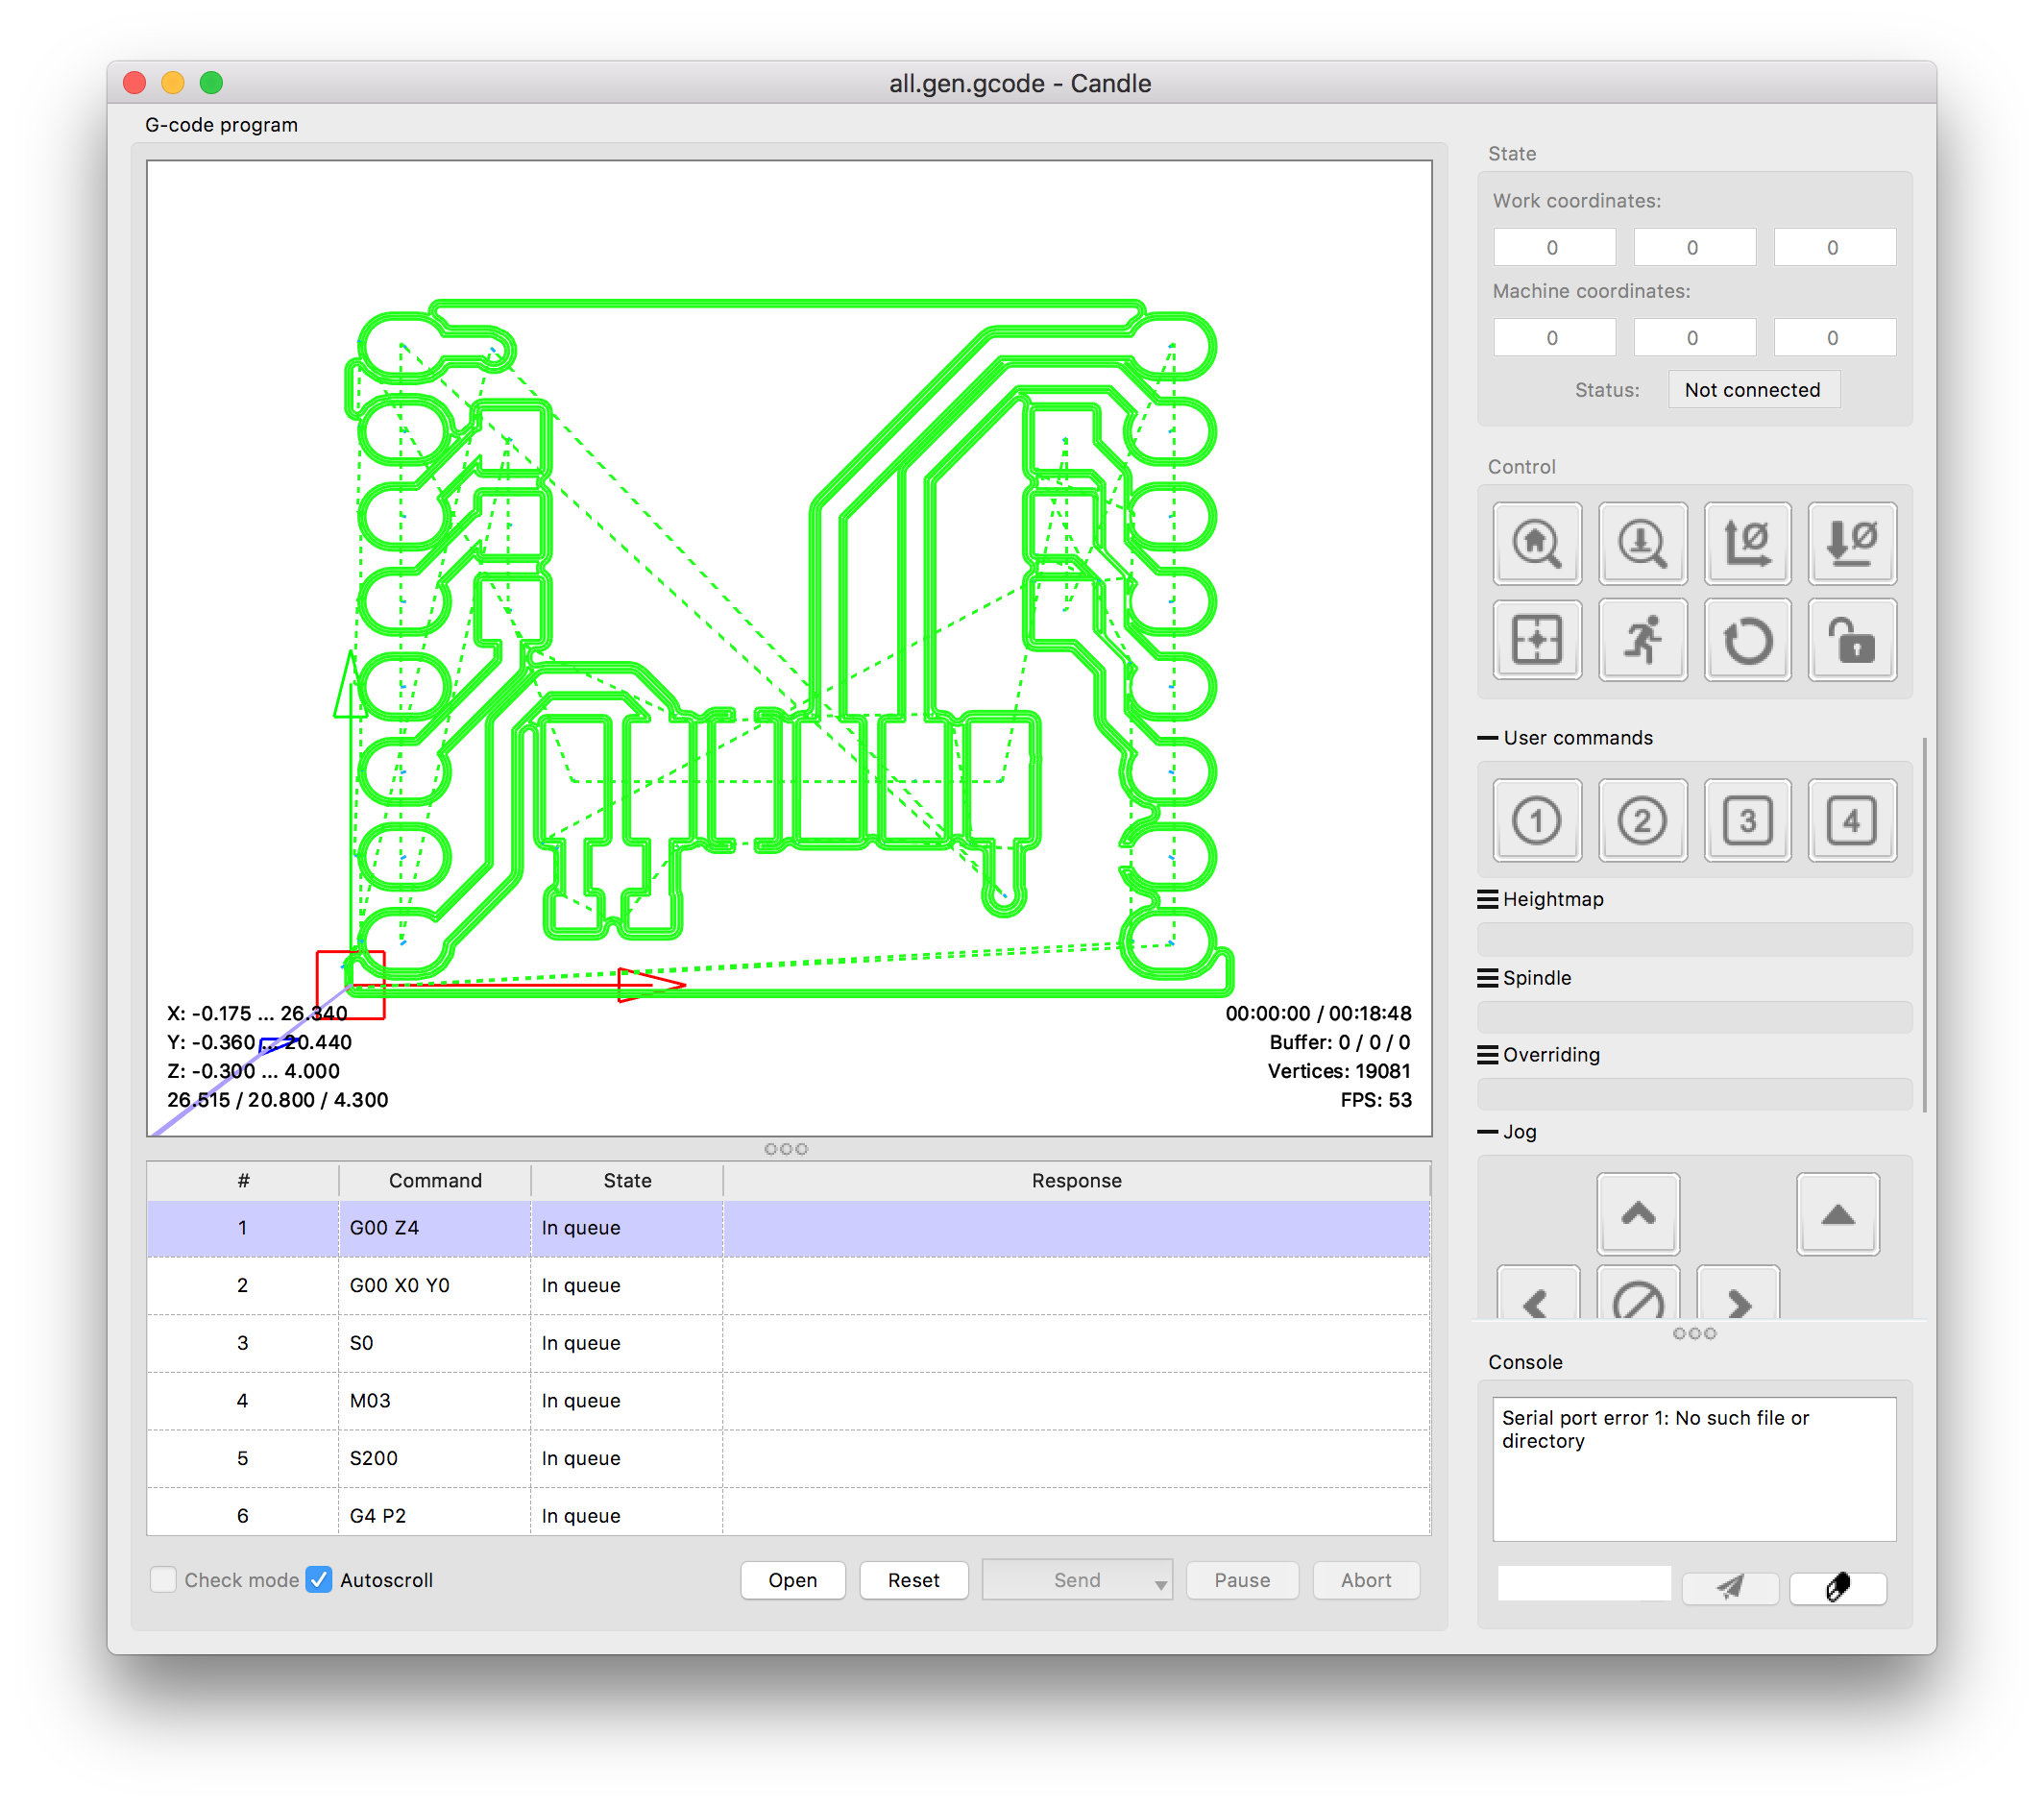 all.gen.gcode - Candle
G-code program
X: -0.175 ... 26.340
Y: -0.360 ... 20.440
Z: -0.300 ... 4.000
26.515 / 20.800 / 4.300
00:00:00 / 00:18:48
Buffer: 0 / 0 / 0
Vertices: 19081
FPS: 53
# Command State Response
1 G00 Z4 In queue
2 G00 X0 Y0 In queue
3 S0 In queue
4 M03 In queue
5 S200 In queue
6 G4 P2 In queue
Check mode Autoscroll Open Reset Send Pause Abort
State
Work coordinates:
0 0 0
Machine coordinates:
0 0 0
Status: Not connected
Control
User commands
1 2 3 4
Heightmap
Spindle
Overriding
Jog
Console
Serial port error 1: No such file or
directory